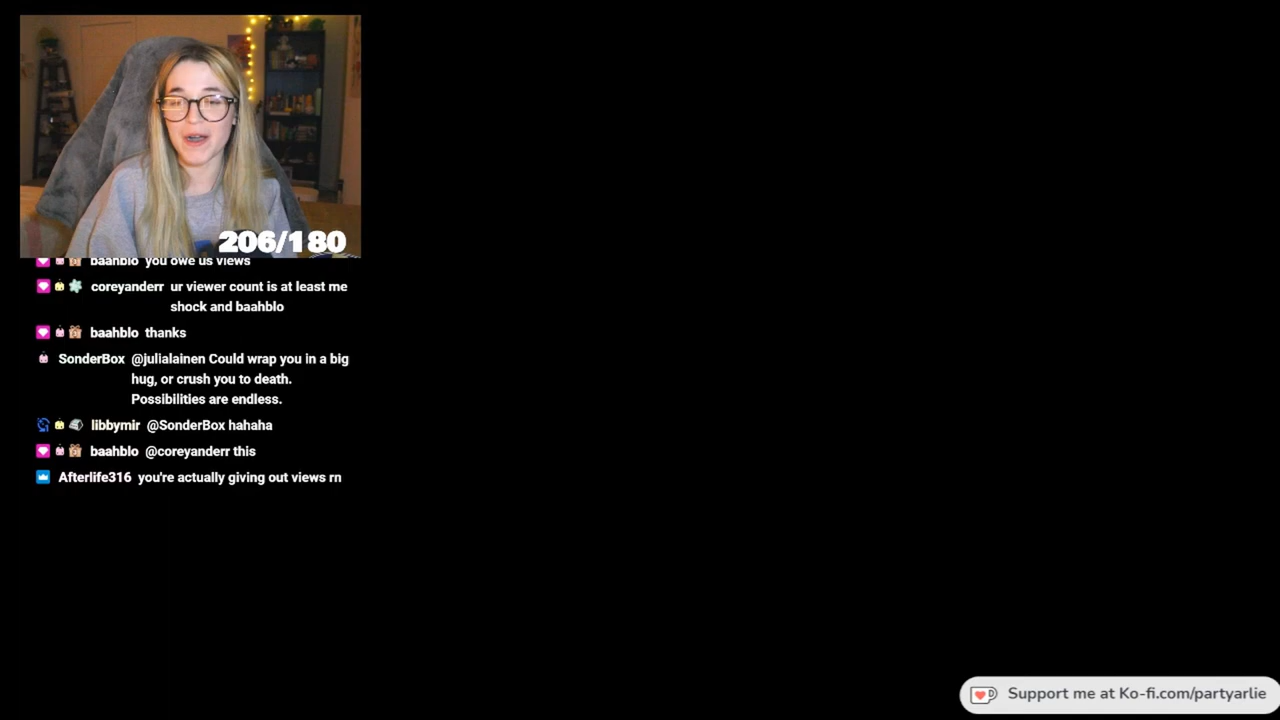 206/180
baahblo you owe us views
coreyanderr ur viewer count is at least me
shock and baahblo
baahblo thanks
SonderBox @julialainen Could wrap you in a big
hug, or crush you to death.
Possibilities are endless.
libbymir @SonderBox hahaha
baahblo @coreyanderr this
Afterlife316 you're actually giving out views rn
Support me at Ko-fi.com/partyarlie